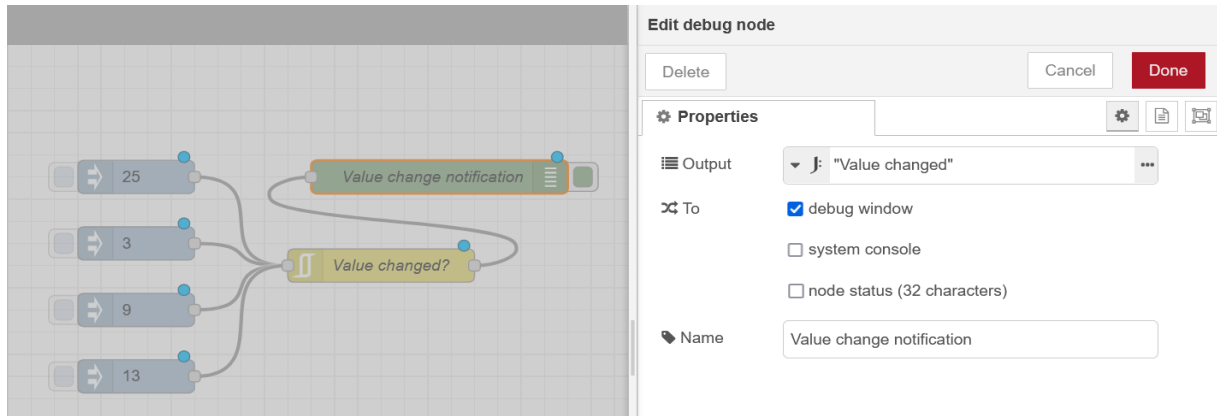 Edit debug node
Delete
Cancel
Done
Properties
Output
J: "Value changed"
To
debug window
system console
node status (32 characters)
Name
Value change notification
25
Value change notification
3
Value changed?
9
13